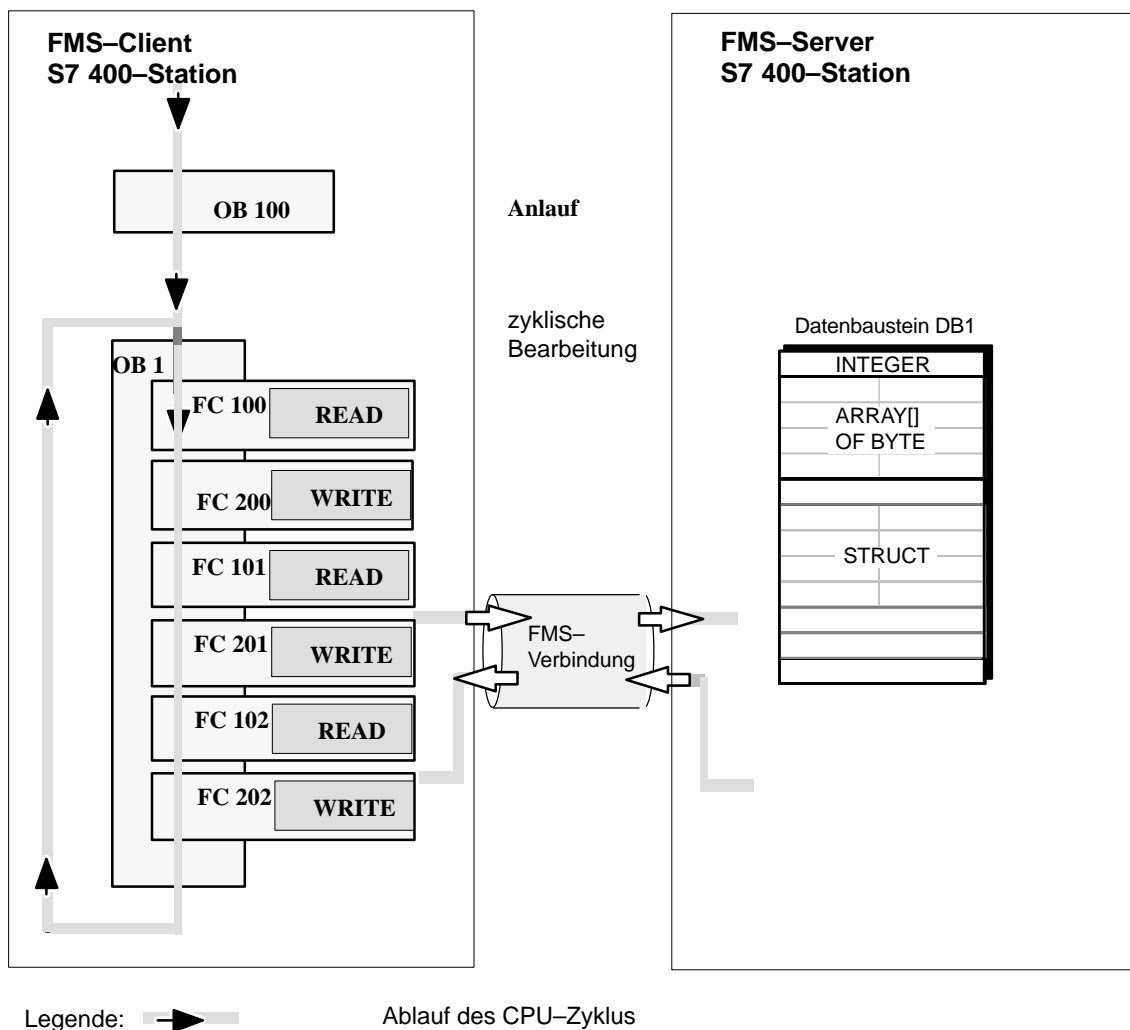 FMS–Client
S7 400–Station
FMS–Server
S7 400–Station
OB 100
Anlauf
zyklische
Bearbeitung
Datenbaustein DB1
OB 1
INTEGER
ARRAY[]
OF BYTE
STRUCT
FC 100
READ
FC 200
WRITE
FC 101
READ
FC 201
WRITE
FC 102
READ
FC 202
WRITE
FMS–
Verbindung
Legende:
Ablauf des CPU–Zyklus